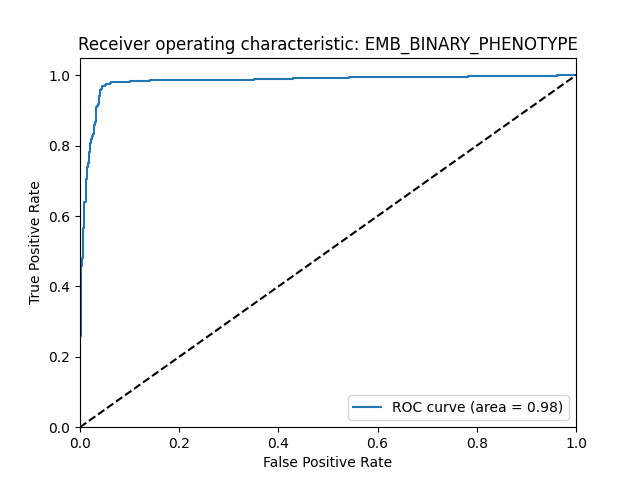 Receiver operating characteristic: EMB_BINARY_PHENOTYPE
1.0
0.8
0.6
0.4
0.2
0.0
True Positive Rate
ROC curve (area = 0.98)
0.0 0.2 0.4 0.6 0.8 1.0
False Positive Rate